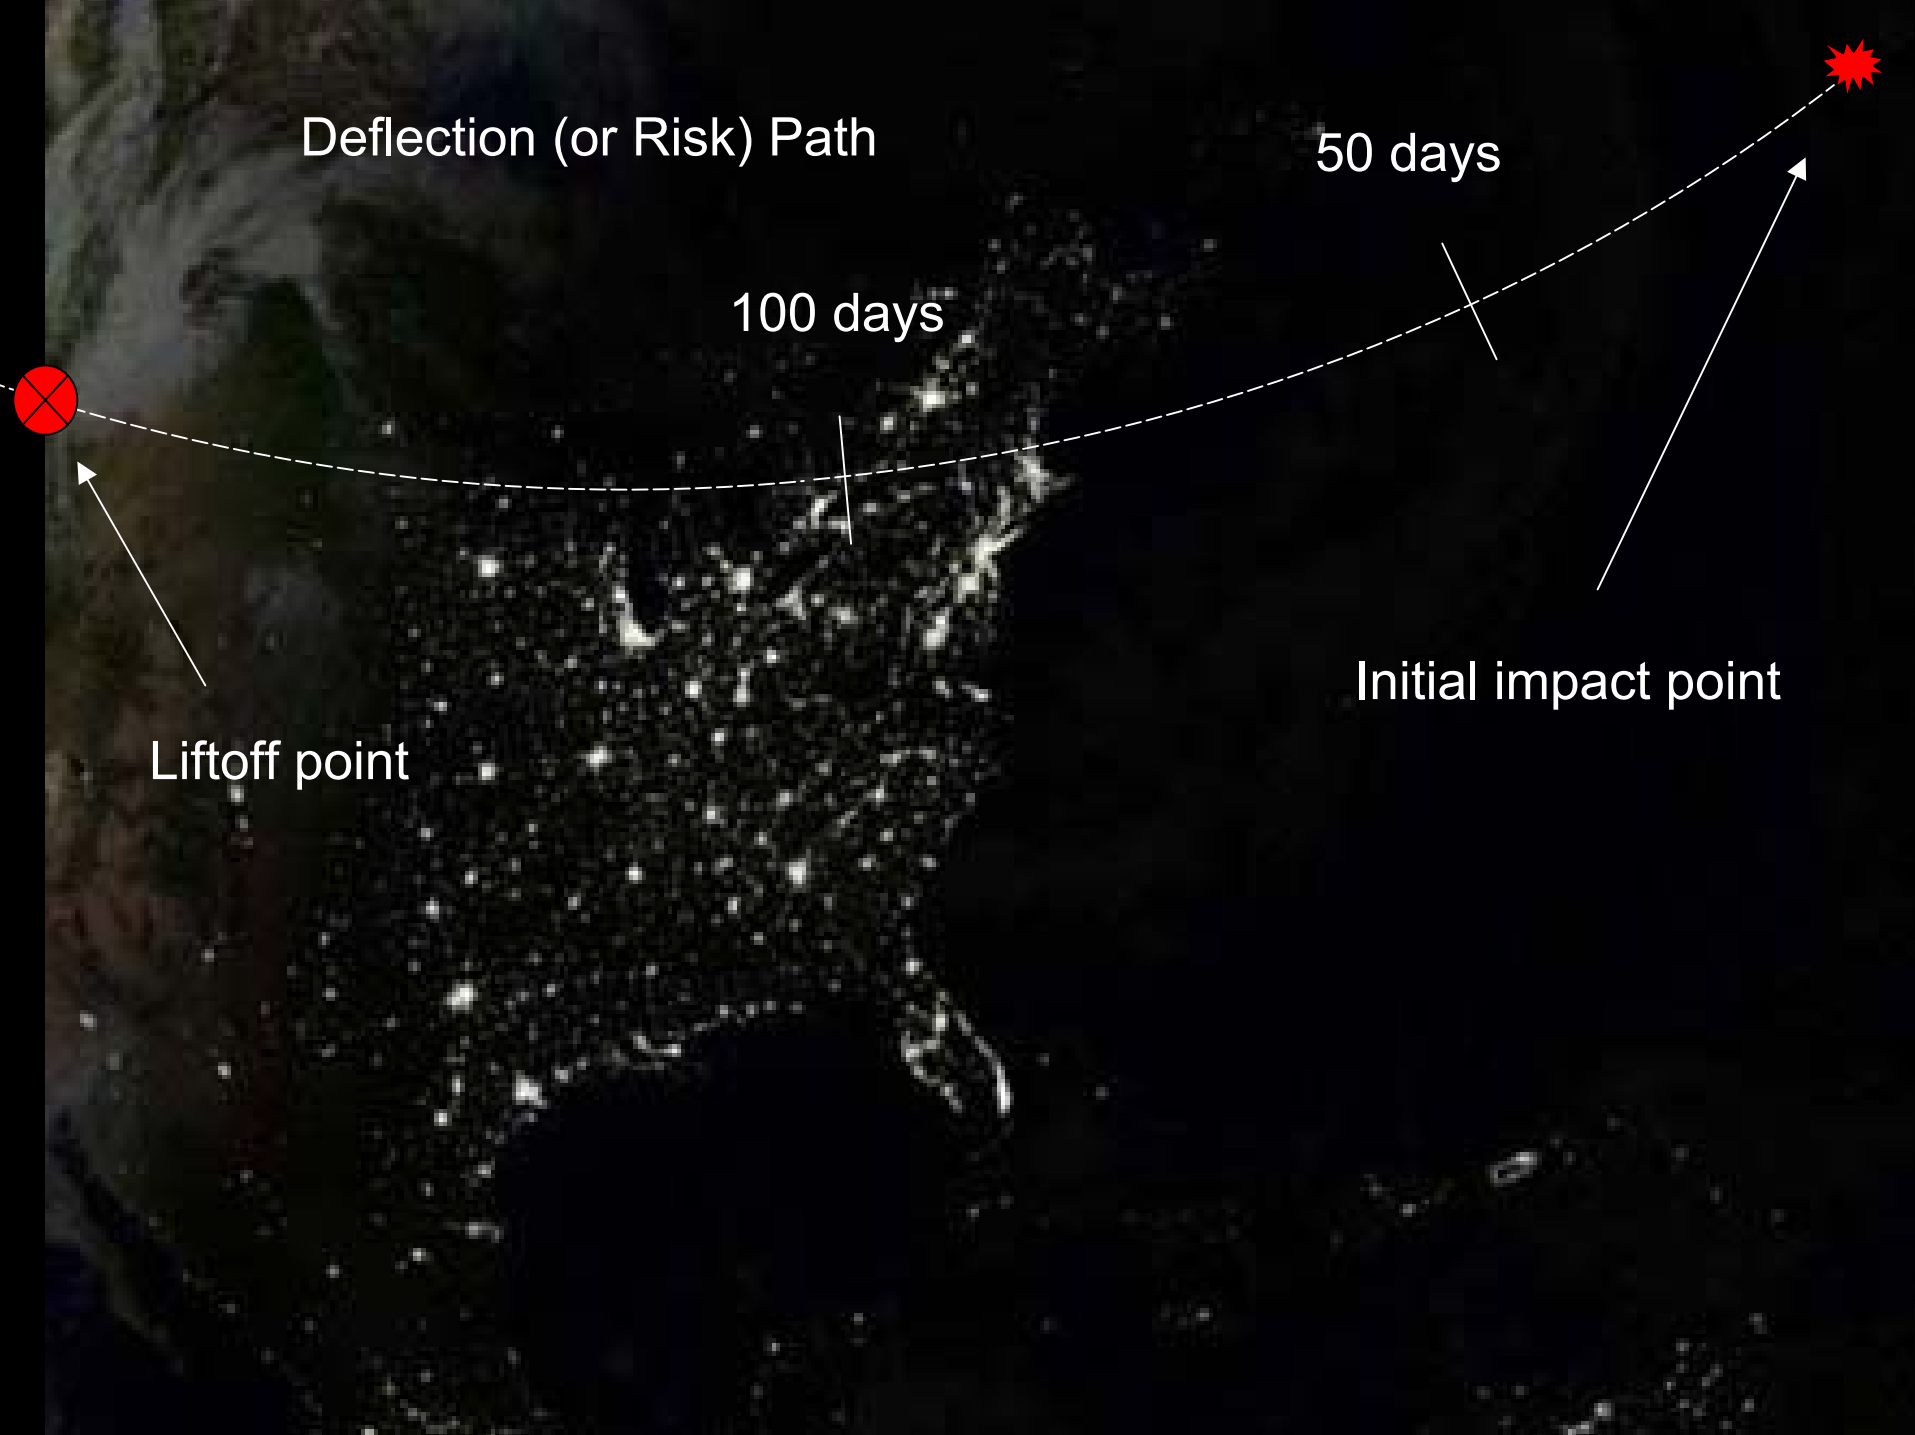 Deflection (or Risk) Path
50 days
100 days
Initial impact point
Liftoff point